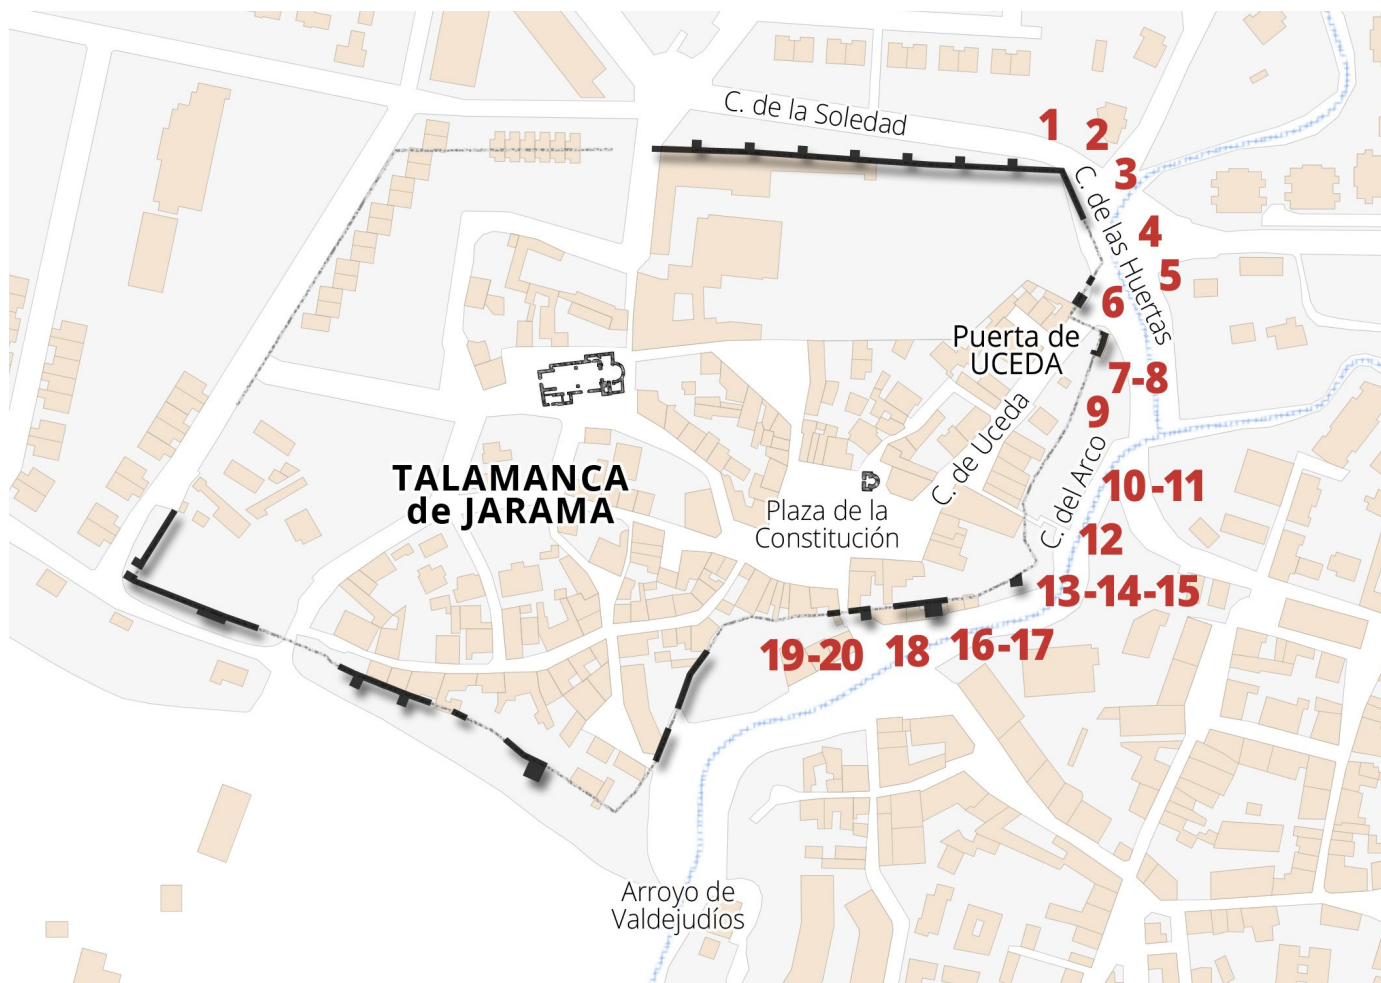 C. de la Soledad
1
2
3
C. de las Huertas
4
5
6
Puerta de
UCEDA
7-8
9
C. de Uceda
TALAMANCA
de JARAMA
10-11
Plaza de la
Constitución
C. del Arco
12
13-14-15
16-17
18
19-20
Arroyo de
Valdejudíos